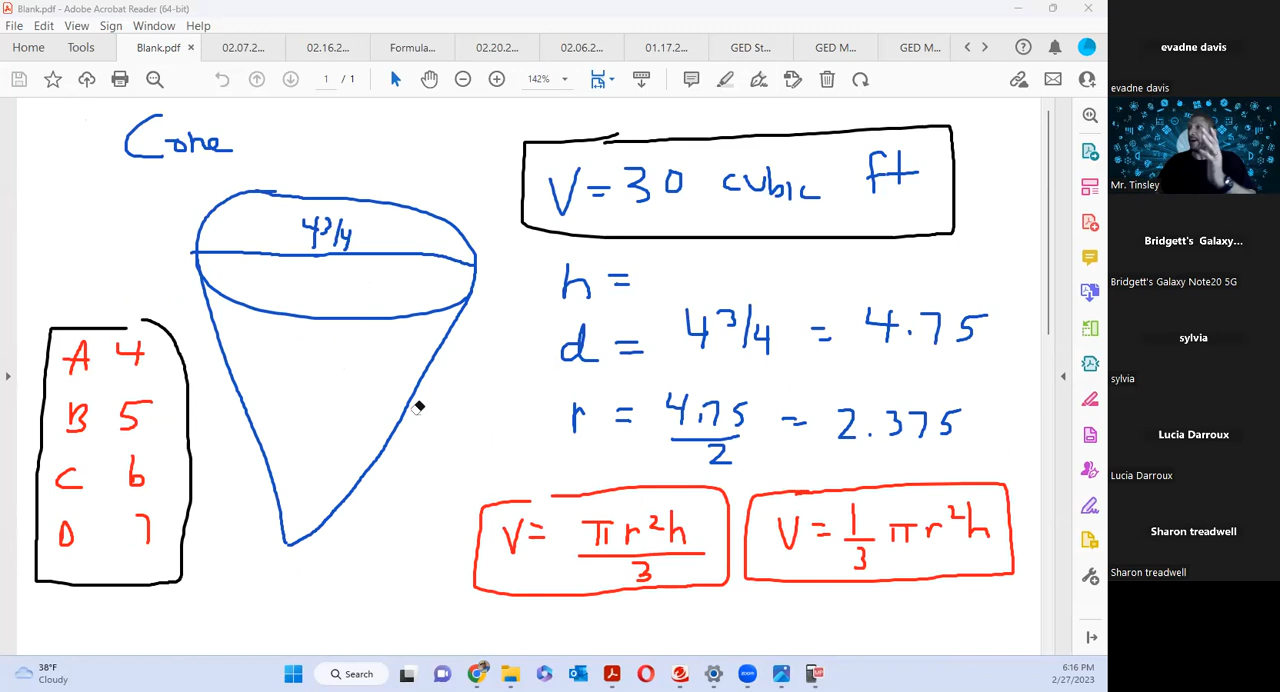 Blank.pdf - Adobe Acrobat Reader (64-bit)
File Edit View Sign Window Help
Home Tools Blank.pdf × 02.07.2... 02.16.2... Formula... 02.20.2... 02.06.2... 01.17.2... GED St... GED M... GED M...
1 / 1 142%
Cone
4 3/4
V = 30 cubic ft
h =
d = 4 3/4 = 4.75
r = 4.75/2 = 2.375
A 4
B 5
C 6
D 7
V = πr²h/3
V = 1/3 πr²h
evadne davis
evadne davis
Mr. Tinsley
Bridgett's Galaxy...
Bridgett's Galaxy Note20 5G
sylvia
sylvia
Lucia Darroux
Lucia Darroux
Sharon treadwell
Sharon treadwell
38°F
Cloudy
Search
6:16 PM
2/27/2023